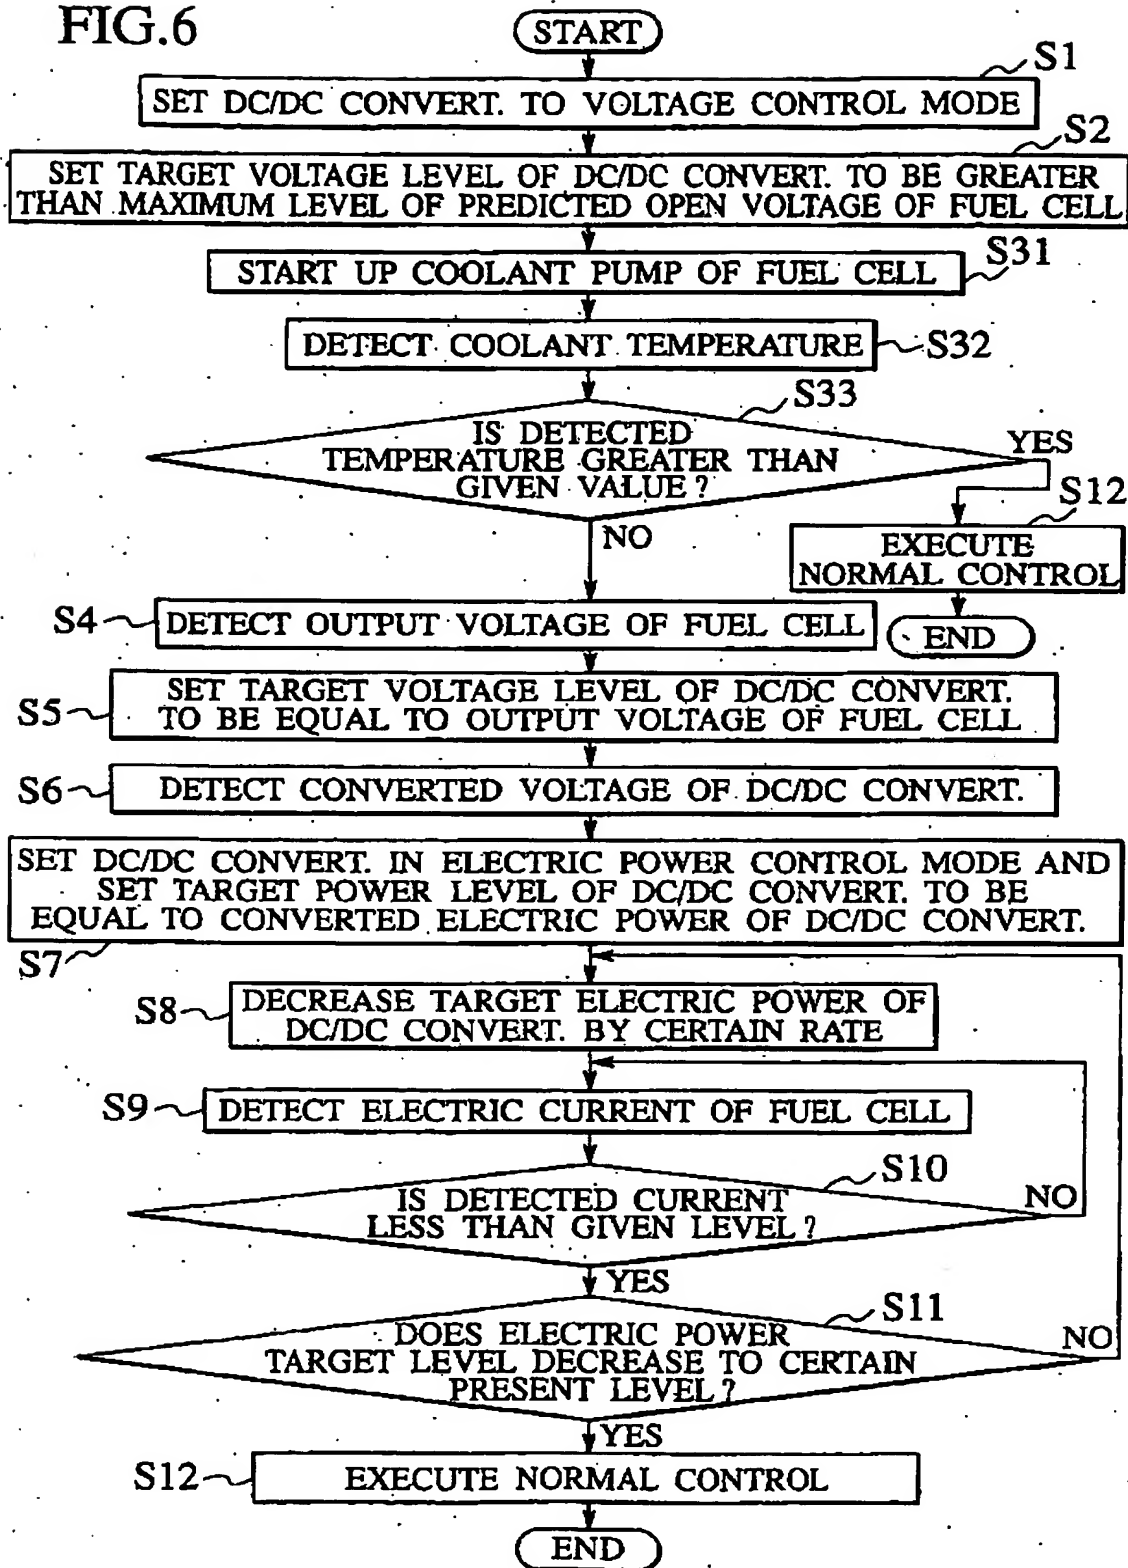 FIG.6
START
S1
SET DC/DC CONVERT. TO VOLTAGE CONTROL MODE
S2
SET TARGET VOLTAGE LEVEL OF DC/DC CONVERT. TO BE GREATER
THAN MAXIMUM LEVEL OF PREDICTED OPEN VOLTAGE OF FUEL CELL
S31
START UP COOLANT PUMP OF FUEL CELL
DETECT COOLANT TEMPERATURE
S32
S33
IS DETECTED
TEMPERATURE GREATER THAN
GIVEN VALUE?
YES
NO
S12
EXECUTE
NORMAL CONTROL
END
S4
DETECT OUTPUT VOLTAGE OF FUEL CELL
S5
SET TARGET VOLTAGE LEVEL OF DC/DC CONVERT.
TO BE EQUAL TO OUTPUT VOLTAGE OF FUEL CELL
S6
DETECT CONVERTED VOLTAGE OF DC/DC CONVERT.
SET DC/DC CONVERT. IN ELECTRIC POWER CONTROL MODE AND
SET TARGET POWER LEVEL OF DC/DC CONVERT. TO BE
EQUAL TO CONVERTED ELECTRIC POWER OF DC/DC CONVERT.
S7
S8
DECREASE TARGET ELECTRIC POWER OF
DC/DC CONVERT. BY CERTAIN RATE
S9
DETECT ELECTRIC CURRENT OF FUEL CELL
S10
IS DETECTED CURRENT
LESS THAN GIVEN LEVEL?
NO
YES
S11
DOES ELECTRIC POWER
TARGET LEVEL DECREASE TO CERTAIN
PRESENT LEVEL?
NO
YES
S12
EXECUTE NORMAL CONTROL
END